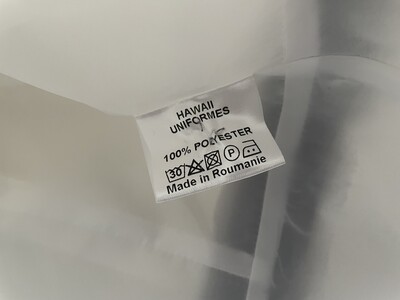 HAWAII
UNIFORMES
100% POLYESTER
30 P
Made in Roumanie